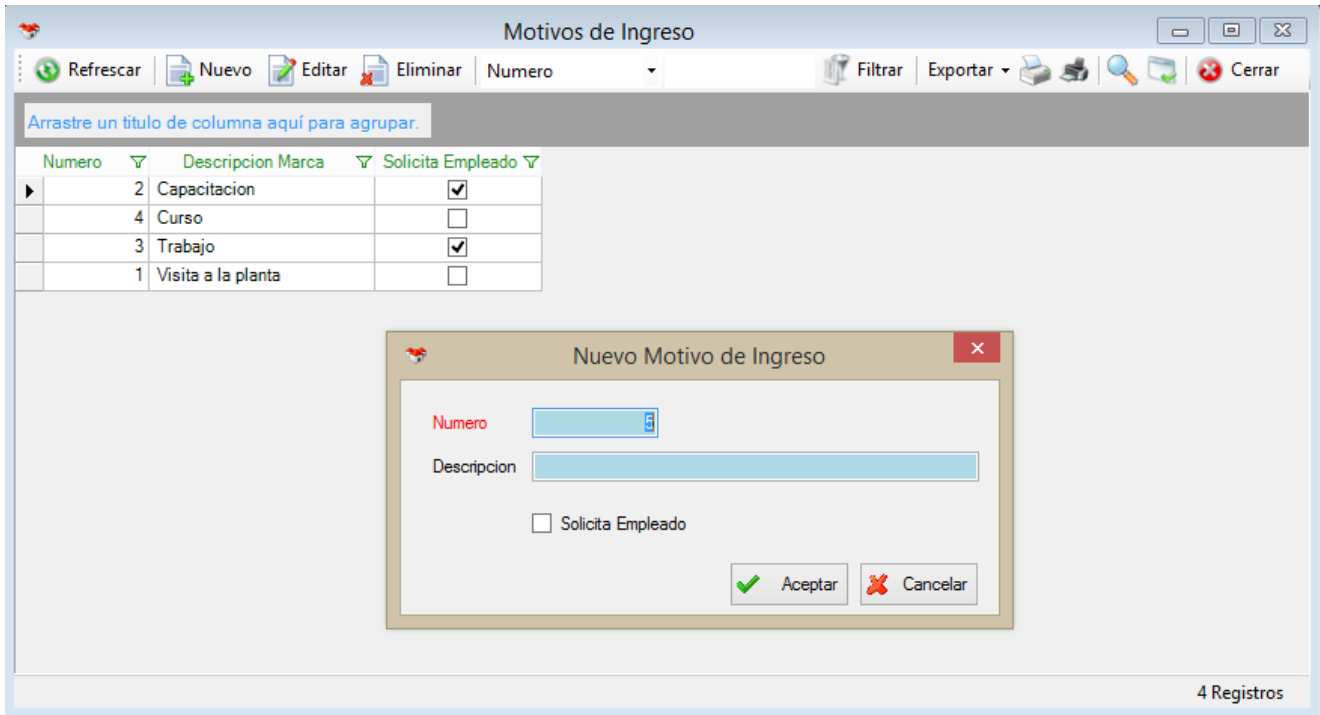 Motivos de Ingreso
Refrescar Nuevo Editar Eliminar Numero Filtrar Exportar Cerrar
Arrastre un titulo de columna aquí para agrupar.
Numero Descripcion Marca Solicita Empleado
2 Capacitacion
4 Curso
3 Trabajo
1 Visita a la planta
Nuevo Motivo de Ingreso
Numero 5
Descripcion
Solicita Empleado
Aceptar Cancelar
4 Registros